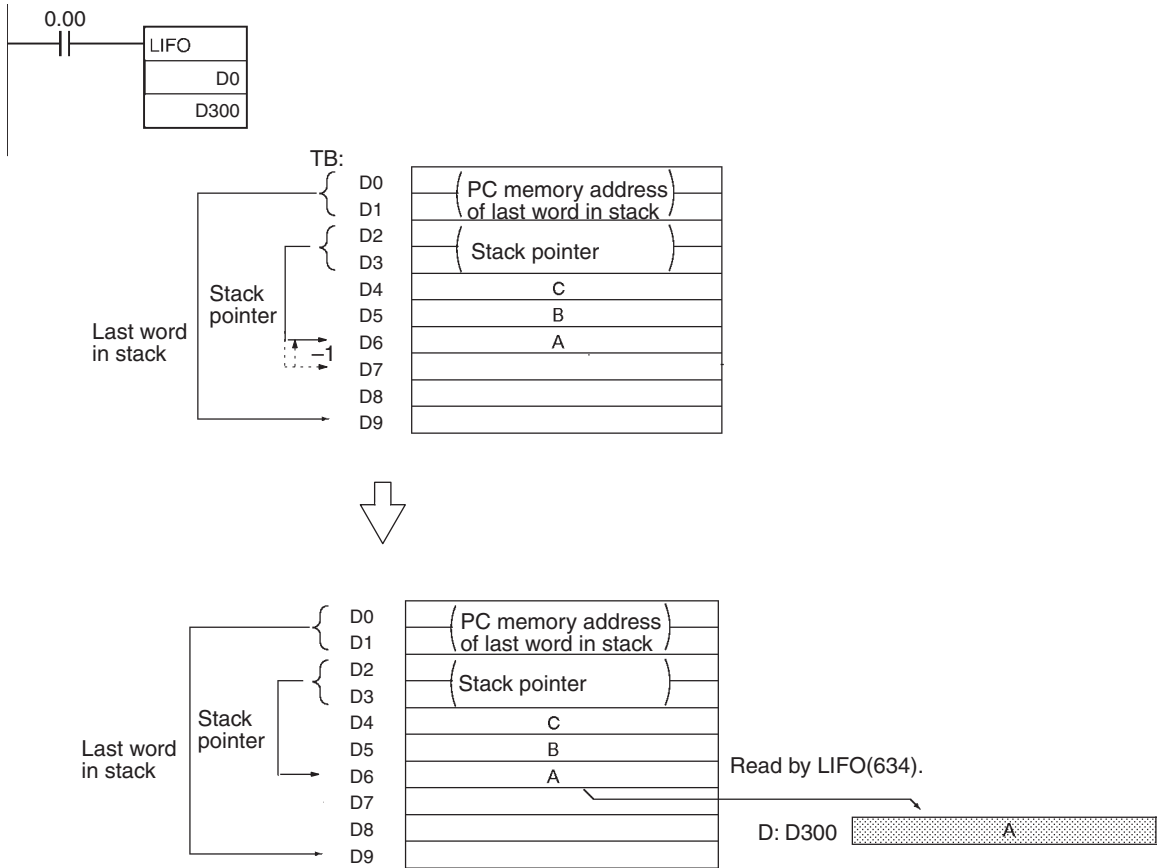 0.00
LIFO
D0
D300
TB:
D0
D1
D2
D3
D4
D5
D6
D7
D8
D9
PC memory address
of last word in stack
Stack pointer
C
B
A
Stack
pointer
Last word
in stack
–1
D0
D1
D2
D3
D4
D5
D6
D7
D8
D9
PC memory address
of last word in stack
Stack pointer
C
B
A
Stack
pointer
Last word
in stack
Read by LIFO(634).
D: D300
A